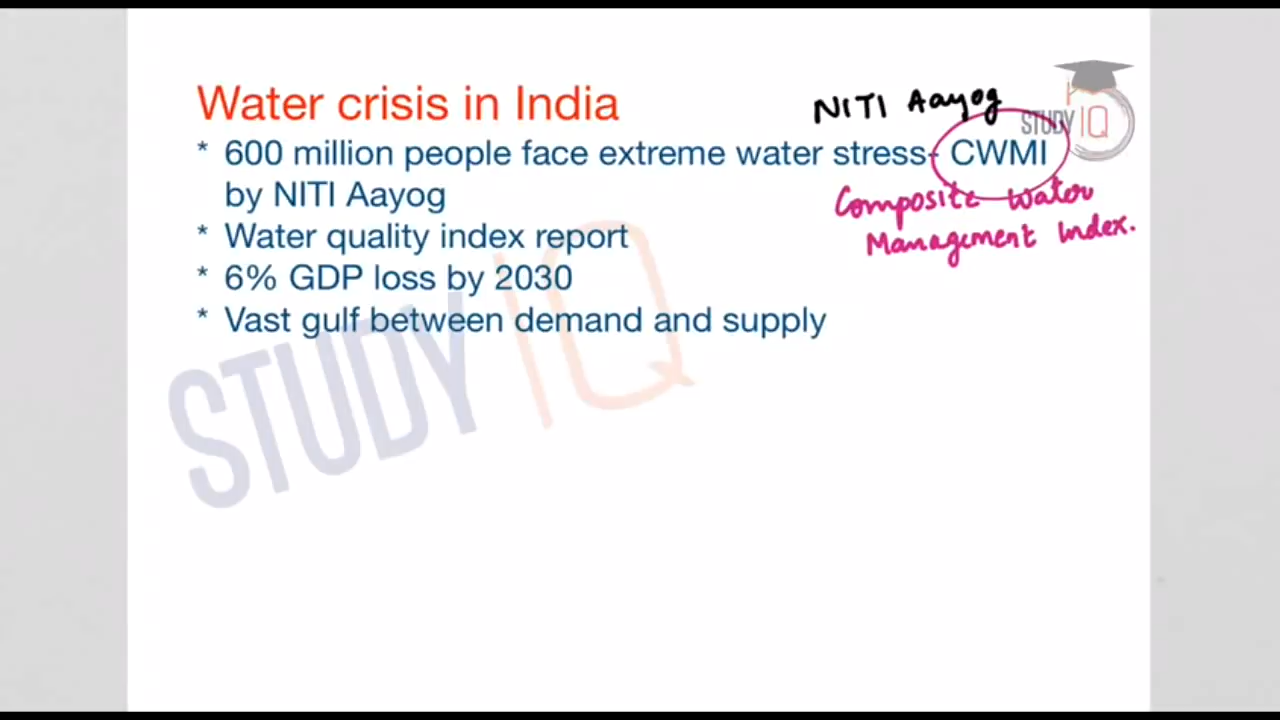 NITI Aayog
STUDY IQ
Water crisis in India
* 600 million people face extreme water stress- CWMI
by NITI Aayog
Composite Water
Management Index.
* Water quality index report
* 6% GDP loss by 2030
* Vast gulf between demand and supply
STUDY IQ